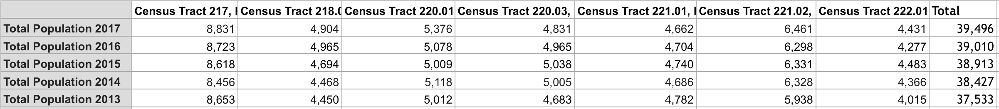 Census Tract 217, Census Tract 218.0 Census Tract 220.01 Census Tract 220.03, Census Tract 221.01, Census Tract 221.02, Census Tract 222.01 Total
Total Population 2017 8,831 4,904 5,376 4,831 4,662 6,461 4,431 39,496
Total Population 2016 8,723 4,965 5,078 4,965 4,704 6,298 4,277 39,010
Total Population 2015 8,618 4,694 5,009 5,038 4,740 6,331 4,483 38,913
Total Population 2014 8,456 4,468 5,118 5,005 4,686 6,328 4,366 38,427
Total Population 2013 8,653 4,450 5,012 4,683 4,782 5,938 4,015 37,533